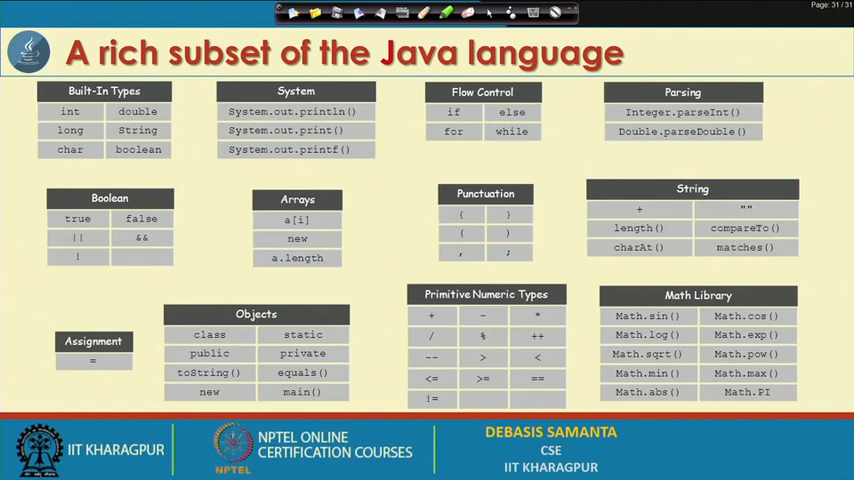 Page: 31 / 31
A rich subset of the Java language
Built-In Types
int double
long String
char boolean
System
System.out.println()
System.out.print()
System.out.printf()
Flow Control
if else
for while
Parsing
Integer.parseInt()
Double.parseDouble()
Boolean
true false
|| &&
!
Arrays
a[i]
new
a.length
Punctuation
{ }
( )
, ;
String
+ ""
length() compareTo()
charAt() matches()
Assignment
=
Objects
class static
public private
toString() equals()
new main()
Primitive Numeric Types
+ - *
/ % ++
-- > <
<= >= ==
!=
Math Library
Math.sin() Math.cos()
Math.log() Math.exp()
Math.sqrt() Math.pow()
Math.min() Math.max()
Math.abs() Math.PI
IIT KHARAGPUR
NPTEL
NPTEL ONLINE
CERTIFICATION COURSES
DEBASIS SAMANTA
CSE
IIT KHARAGPUR